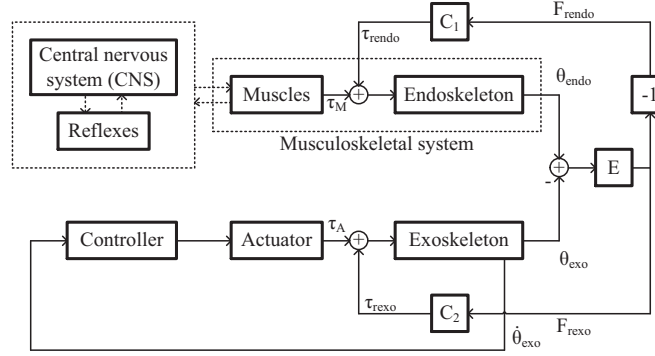 F_rendo
C₁
τ_rendo
Central nervous
system (CNS)
Reflexes
Muscles
τ_M
+
Endoskeleton
θ_endo
-1
Musculoskeletal system
+
-
E
Controller
Actuator
τ_A
+
Exoskeleton
θ_exo
τ_rexo
C₂
F_rexo
θ̇_exo